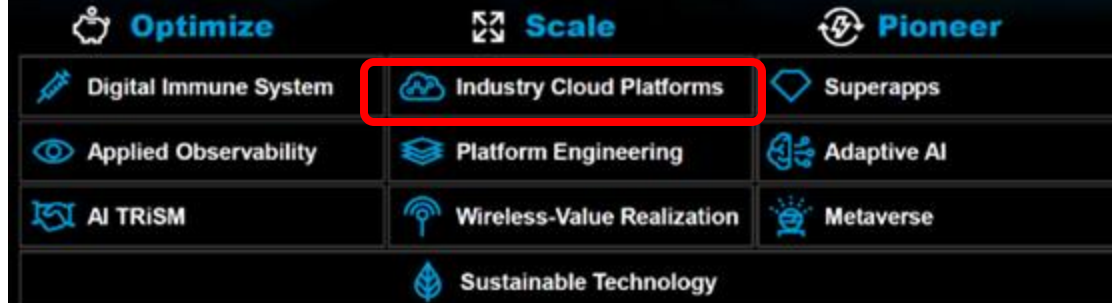 Optimize Scale Pioneer
Digital Immune System Industry Cloud Platforms Superapps
Applied Observability Platform Engineering Adaptive AI
AI TRiSM Wireless-Value Realization Metaverse
Sustainable Technology